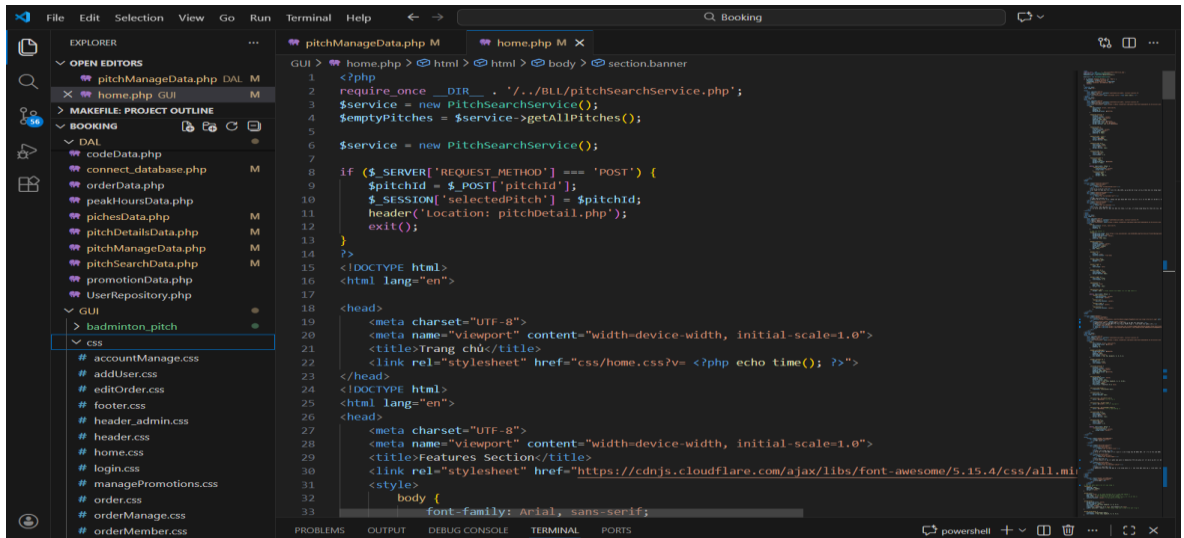 File Edit Selection View Go Run Terminal Help Booking
EXPLORER
OPEN EDITORS
pitchManageData.php DAL M
home.php GUI M
MAKEFILE: PROJECT OUTLINE
BOOKING
DAL
codeData.php
connect_database.php M
orderData.php
peakHoursData.php
pichesData.php M
pitchDetailsData.php M
pitchManageData.php M
pitchSearchData.php M
promotionData.php
UserRepository.php
GUI
badminton_pitch
css
# accountManage.css
# addUser.css
# editOrder.css
# footer.css
# header_admin.css
# header.css
# home.css
# login.css
# managePromotions.css
# order.css
# orderManage.css
# orderMember.css
56
pitchManageData.php M home.php M
GUI > home.php > html > html > body > section.banner
1 <?php
2 require_once __DIR__ . '/../BLL/pitchSearchService.php';
3 $service = new PitchSearchService();
4 $emptyPitches = $service->getAllPitches();
5
6 $service = new PitchSearchService();
7
8 if ($_SERVER['REQUEST_METHOD'] === 'POST') {
9 $pitchId = $_POST['pitchId'];
10 $_SESSION['selectedPitch'] = $pitchId;
11 header('Location: pitchDetail.php');
12 exit();
13 }
14 ?>
15 <!DOCTYPE html>
16 <html lang="en">
17
18 <head>
19 <meta charset="UTF-8">
20 <meta name="viewport" content="width=device-width, initial-scale=1.0">
21 <title>Trang chủ</title>
22 <link rel="stylesheet" href="css/home.css?v= <?php echo time(); ?>">
23 </head>
24 <!DOCTYPE html>
25 <html lang="en">
26 <head>
27 <meta charset="UTF-8">
28 <meta name="viewport" content="width=device-width, initial-scale=1.0">
29 <title>Features Section</title>
30 <link rel="stylesheet" href="https://cdnjs.cloudflare.com/ajax/libs/font-awesome/5.15.4/css/all.mi
31 <style>
32 body {
33 font-family: Arial, sans-serif;
PROBLEMS OUTPUT DEBUG CONSOLE TERMINAL PORTS powershell